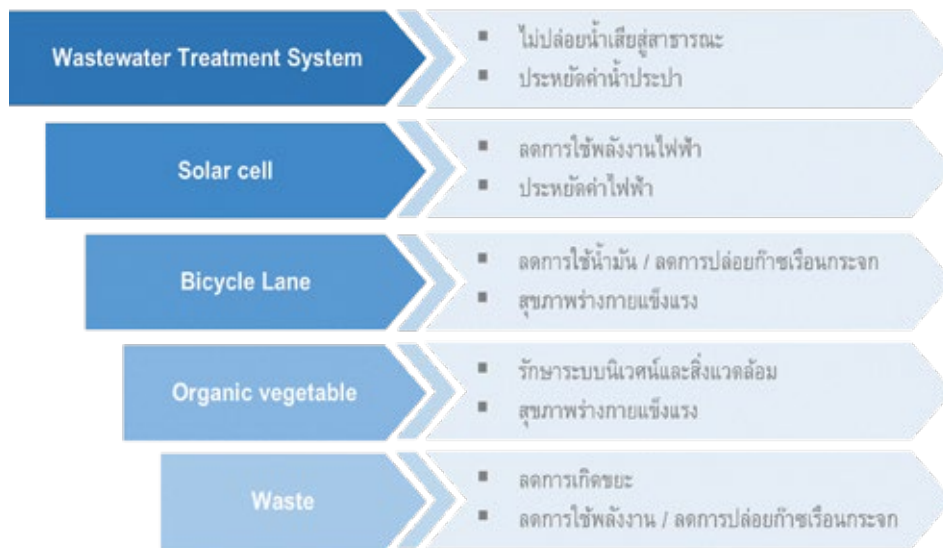 Wastewater Treatment System
▪ ไม่ปล่อยน้ำเสียสู่สาธารณะ
▪ ประหยัดค่าน้ำประปา
Solar cell
▪ ลดการใช้พลังงานไฟฟ้า
▪ ประหยัดค่าไฟฟ้า
Bicycle Lane
▪ ลดการใช้น้ำมัน / ลดการปล่อยก๊าซเรือนกระจก
▪ สุขภาพร่างกายแข็งแรง
Organic vegetable
▪ รักษาระบบนิเวศน์และสิ่งแวดล้อม
▪ สุขภาพร่างกายแข็งแรง
Waste
▪ ลดการเกิดขยะ
▪ ลดการใช้พลังงาน / ลดการปล่อยก๊าซเรือนกระจก